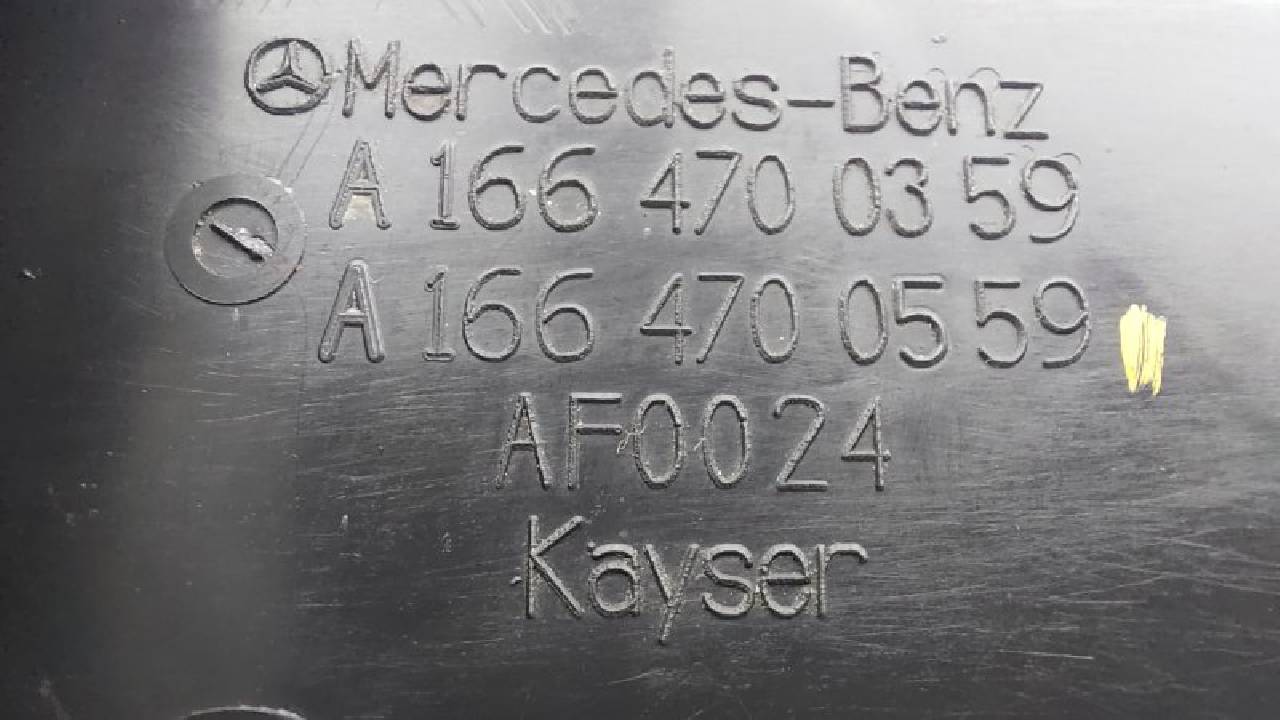 Mercedes-Benz
A 166 470 03 59
A 166 470 05 59
AF0024
Kayser